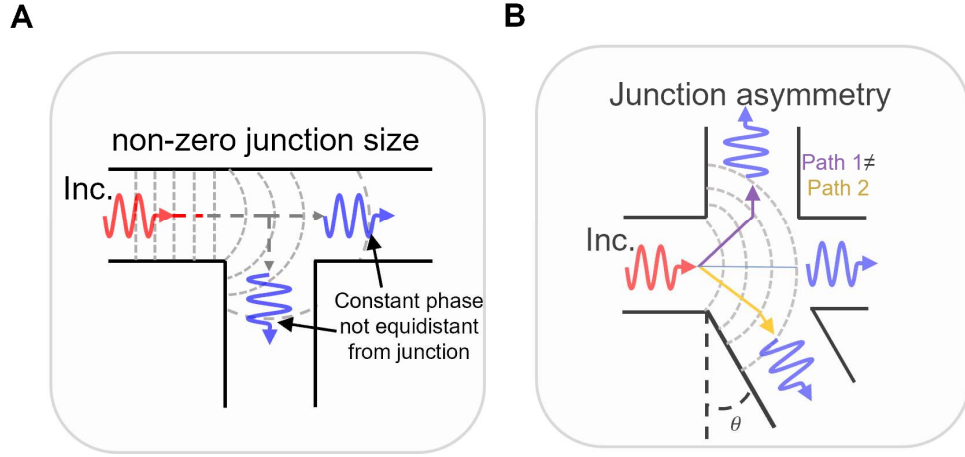 A
non-zero junction size
Inc.
Constant phase
not equidistant
from junction
B
Junction asymmetry
Path 1≠
Path 2
Inc.
θ